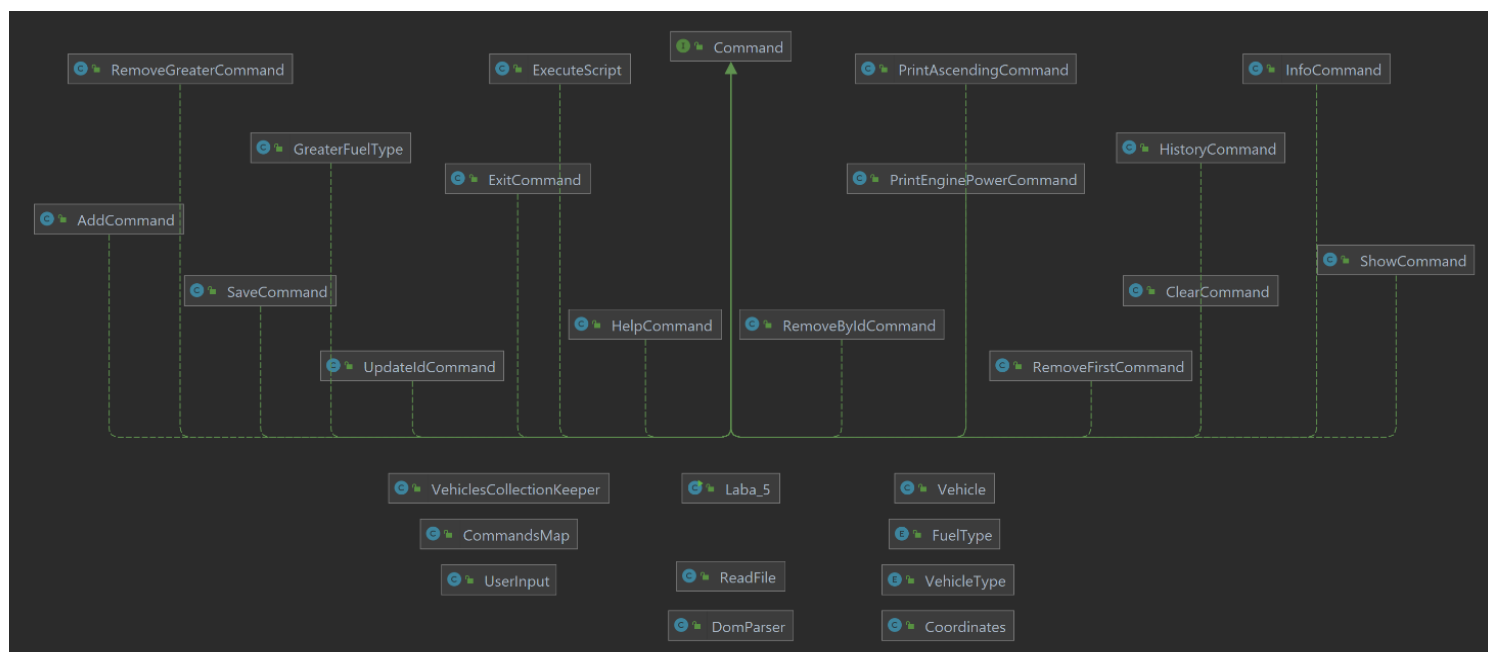 Command
RemoveGreaterCommand
ExecuteScript
PrintAscendingCommand
InfoCommand
GreaterFuelType
HistoryCommand
ExitCommand
PrintEnginePowerCommand
AddCommand
ShowCommand
SaveCommand
ClearCommand
HelpCommand
RemoveByIdCommand
UpdateIdCommand
RemoveFirstCommand
VehiclesCollectionKeeper
Laba_5
Vehicle
CommandsMap
FuelType
UserInput
ReadFile
VehicleType
DomParser
Coordinates